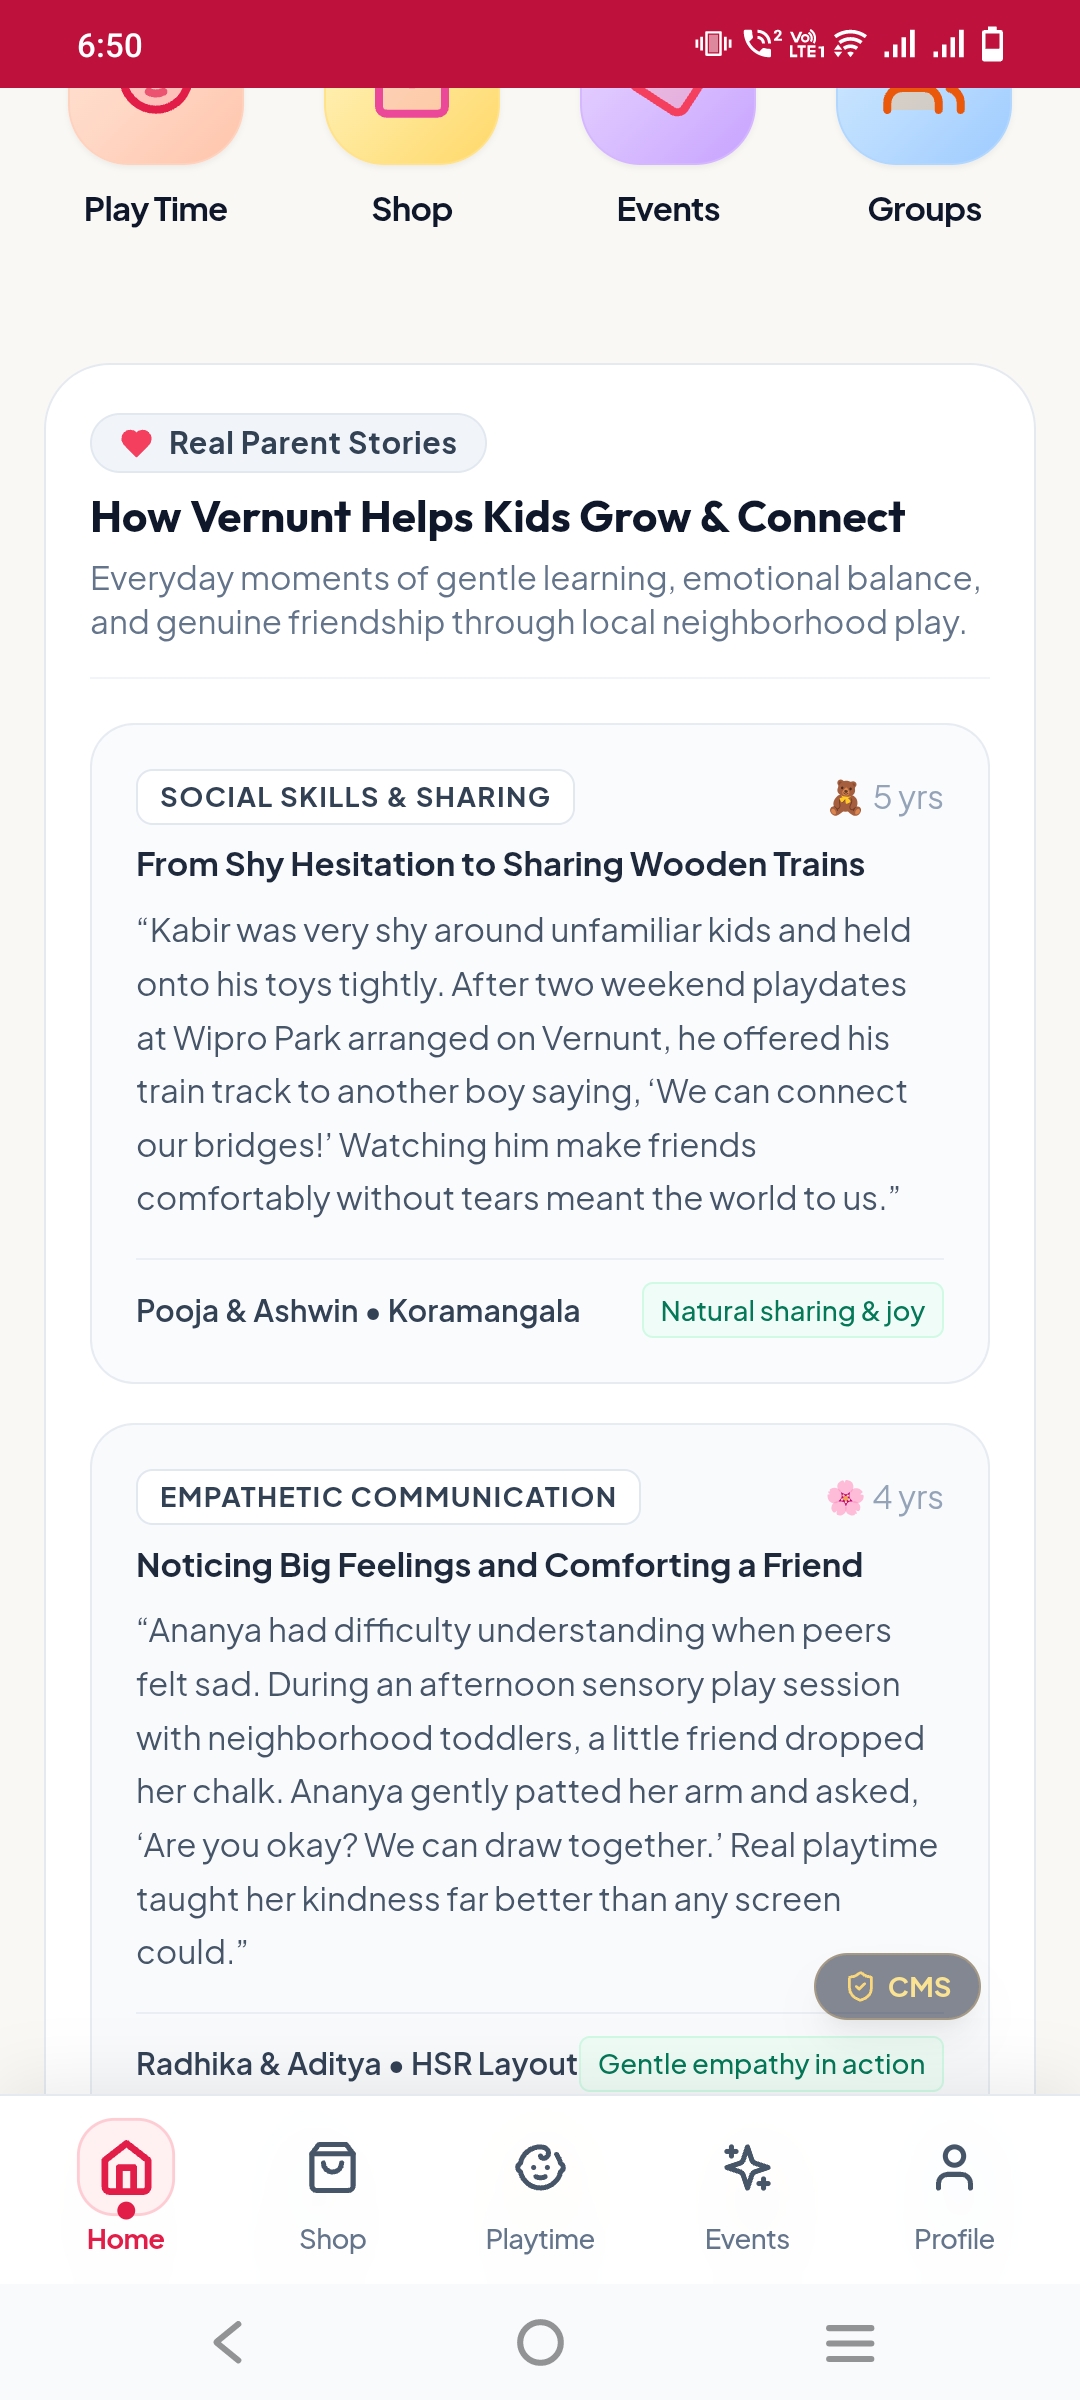 6:50
2
Vo)) LTE1
Play Time
Shop
Events
Groups
Real Parent Stories
How Vernunt Helps Kids Grow & Connect
Everyday moments of gentle learning, emotional balance,
and genuine friendship through local neighborhood play.
SOCIAL SKILLS & SHARING
5 yrs
From Shy Hesitation to Sharing Wooden Trains
“Kabir was very shy around unfamiliar kids and held
onto his toys tightly. After two weekend playdates
at Wipro Park arranged on Vernunt, he offered his
train track to another boy saying, ‘We can connect
our bridges!’ Watching him make friends
comfortably without tears meant the world to us.”
Pooja & Ashwin • Koramangala
Natural sharing & joy
EMPATHETIC COMMUNICATION
4 yrs
Noticing Big Feelings and Comforting a Friend
“Ananya had difficulty understanding when peers
felt sad. During an afternoon sensory play session
with neighborhood toddlers, a little friend dropped
her chalk. Ananya gently patted her arm and asked,
‘Are you okay? We can draw together.’ Real playtime
taught her kindness far better than any screen
could.”
CMS
Radhika & Aditya • HSR Layout
Gentle empathy in action
Home
Shop
Playtime
Events
Profile